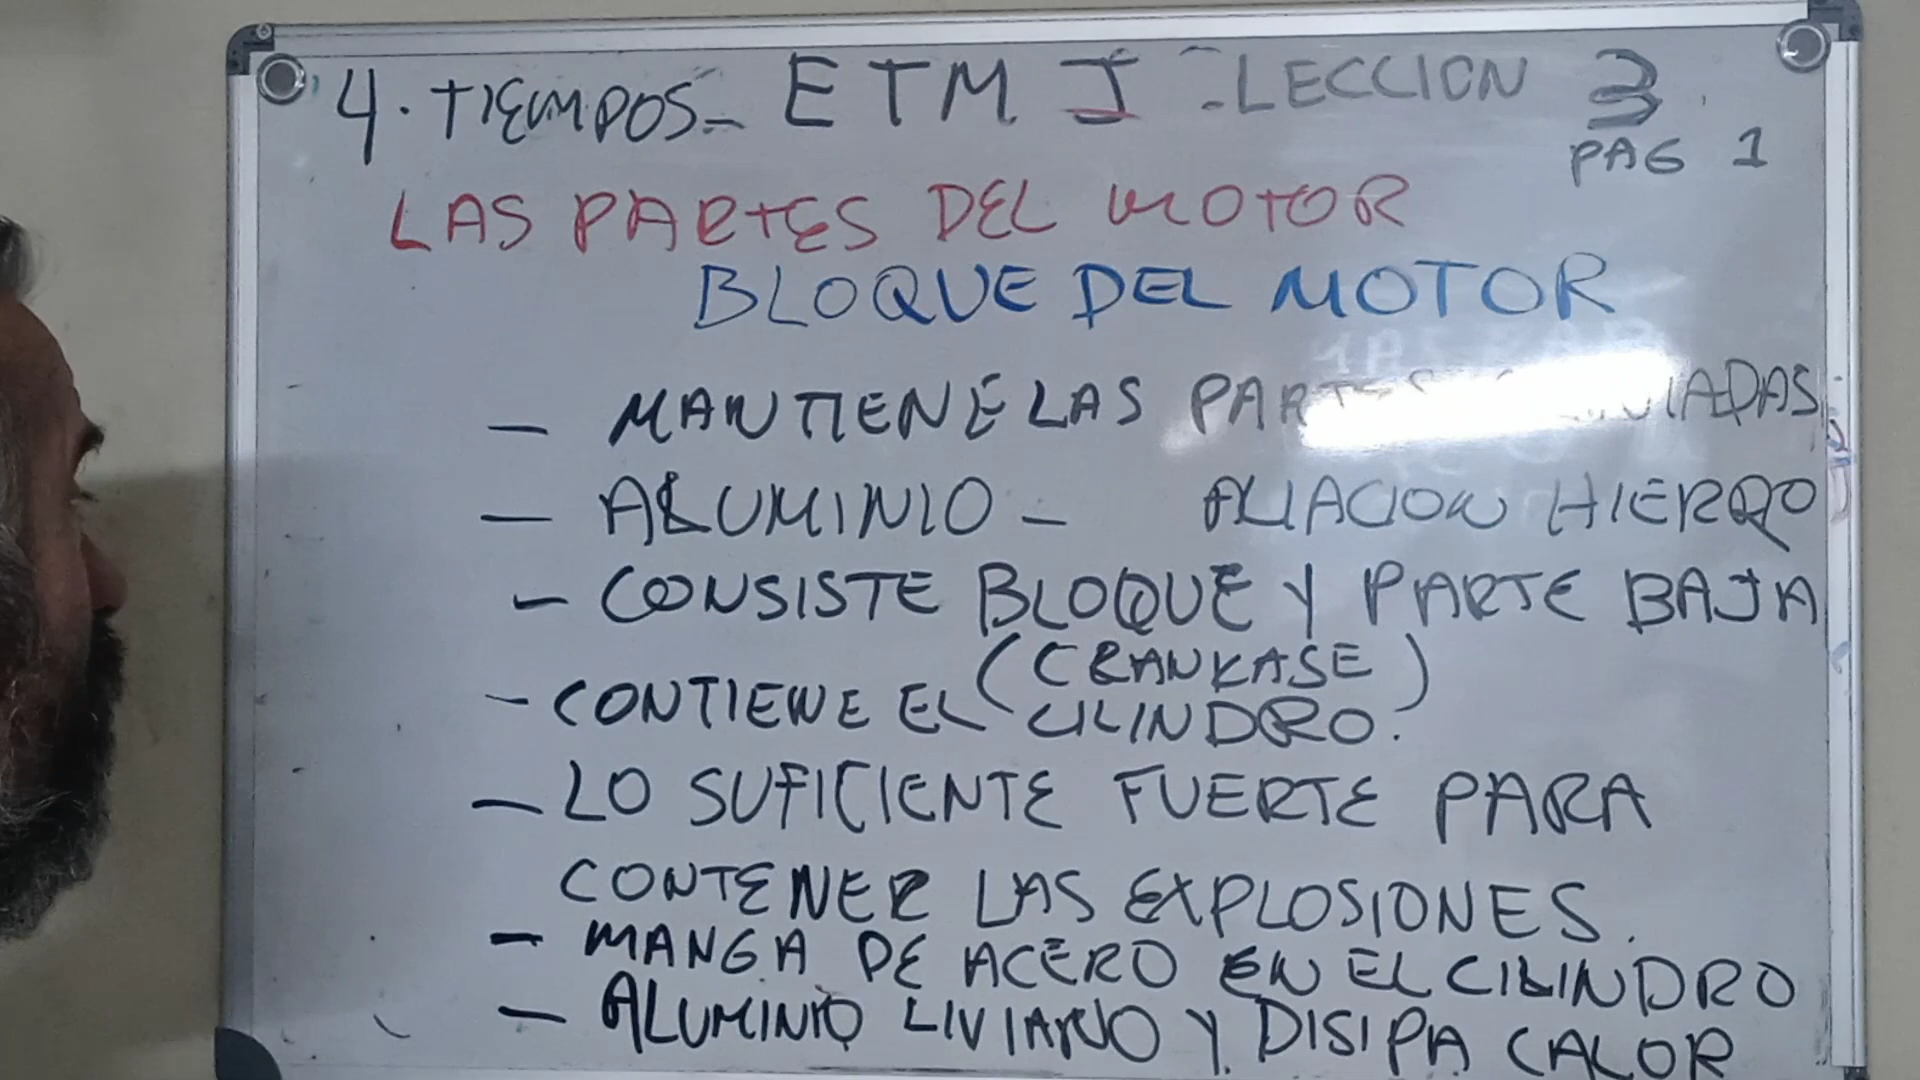 4. TIEMPOS - ETM I - LECCION 3
PAG 1
LAS PARTES DEL MOTOR
BLOQUE DEL MOTOR
- MANTIENE LAS
- ALUMINIO - ALIACION HIERRO
- CONSISTE BLOQUE Y PARTE BAJA
(CRANKASE)
- CONTIENE EL CILINDRO.
- LO SUFICIENTE FUERTE PARA
CONTENER LAS EXPLOSIONES.
- MANGA DE ACERO EN EL CILINDRO
- ALUMINIO LIVIANO Y DISIPA CALOR